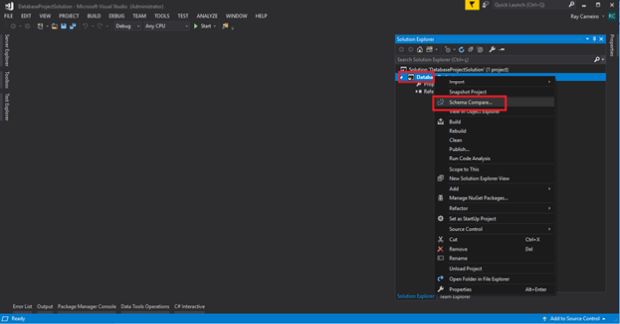 DatabaseProjectSolution - Microsoft Visual Studio (Administrator)
Quick Launch (Ctrl+Q)
FILE EDIT VIEW PROJECT BUILD DEBUG TEAM TOOLS TEST ANALYZE WINDOW HELP
Ray Carneiro RC
Debug Any CPU Start
Server Explorer
Toolbox
Test Explorer
Solution Explorer
Search Solution Explorer (Ctrl+ç)
Solution 'DatabaseProjectSolution' (1 project)
Databa
Prop
Refe
Import
Snapshot Project
Schema Compare...
View in Object Explorer
Build
Rebuild
Clean
Publish...
Run Code Analysis
Scope to This
New Solution Explorer View
Add
Manage NuGet Packages...
Refactor
Set as StartUp Project
Source Control
Cut Ctrl+X
Remove Del
Rename
Unload Project
Open Folder in File Explorer
Properties Alt+Enter
Properties
Solution Explorer Team Explorer
Error List Output Package Manager Console Data Tools Operations C# Interactive
Ready
Add to Source Control